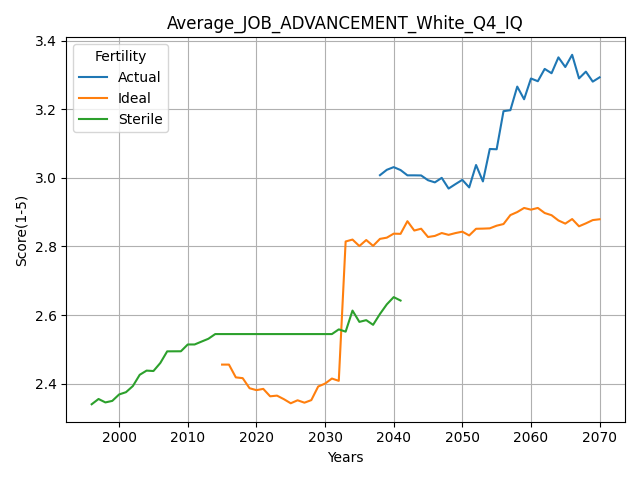 Average_JOB_ADVANCEMENT_White_Q4_IQ
Fertility
Actual
Ideal
Sterile
Score(1-5)
3.4
3.2
3.0
2.8
2.6
2.4
2000 2010 2020 2030 2040 2050 2060 2070
Years